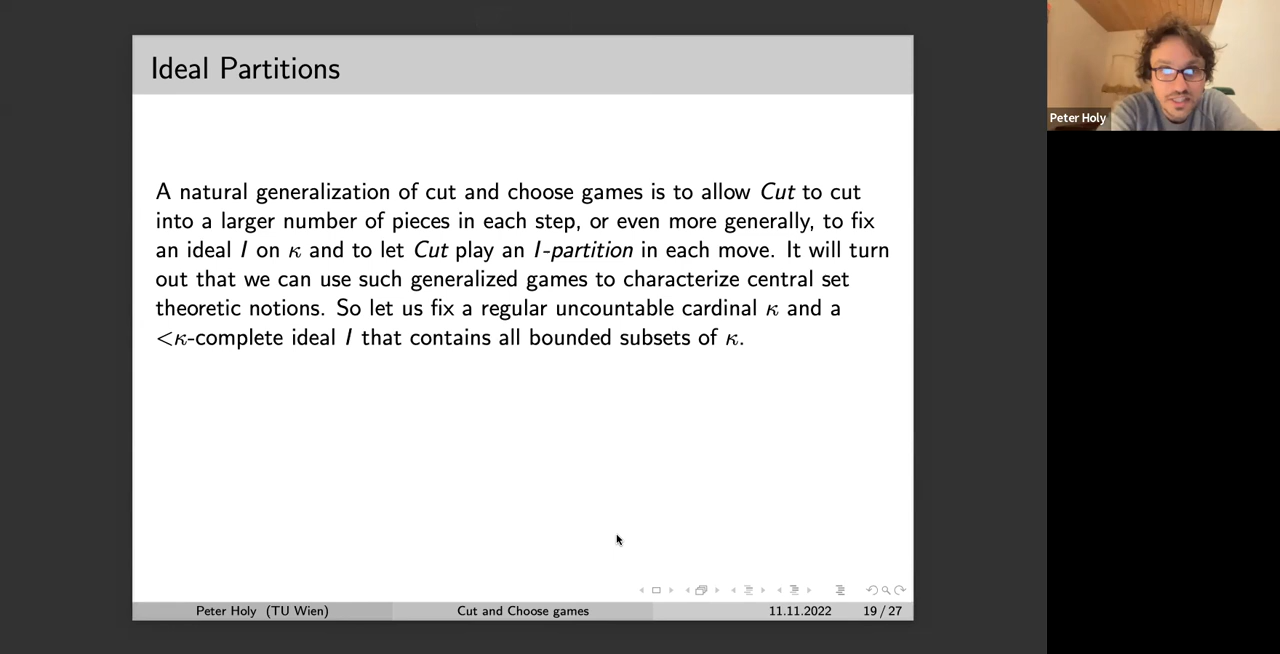 Ideal Partitions
A natural generalization of cut and choose games is to allow Cut to cut
into a larger number of pieces in each step, or even more generally, to fix
an ideal I on κ and to let Cut play an I-partition in each move. It will turn
out that we can use such generalized games to characterize central set
theoretic notions. So let us fix a regular uncountable cardinal κ and a
<κ-complete ideal I that contains all bounded subsets of κ.
Peter Holy (TU Wien) Cut and Choose games 11.11.2022 19 / 27
Peter Holy